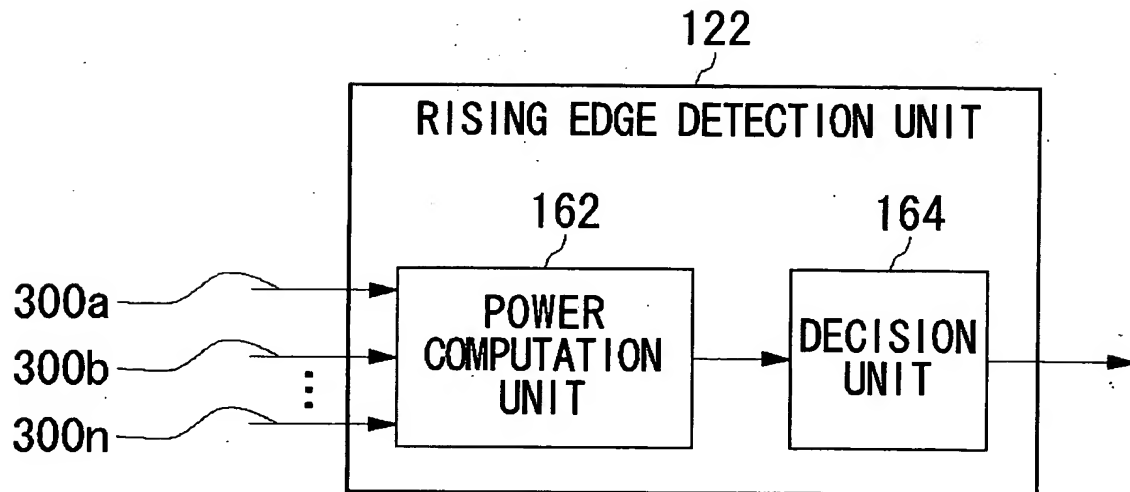 122
RISING EDGE DETECTION UNIT
162
164
300a
300b
300n
POWER
COMPUTATION
UNIT
DECISION
UNIT